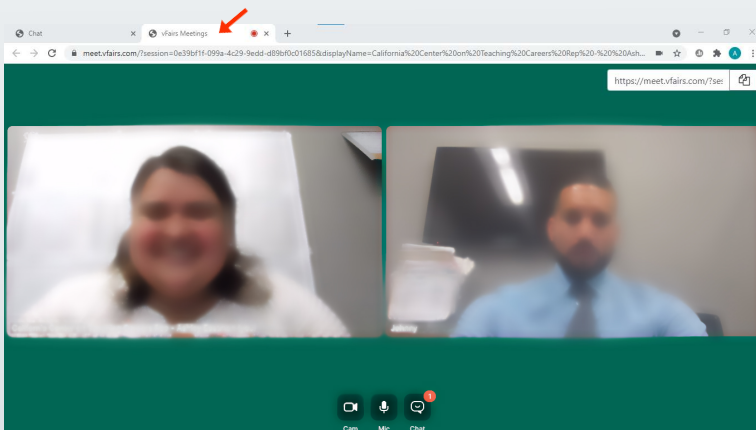 Chat
vFairs Meetings
meet.vfairs.com/?session=0e39bf1f-099a-4c29-9edd-d89bf0c01685&displayName=California%20Center%20on%20Teaching%20Careers%20Rep%20-%20%20Ash...
A
https://meet.vfairs.com/?ses
Johnny
1
Cam Mic Chat